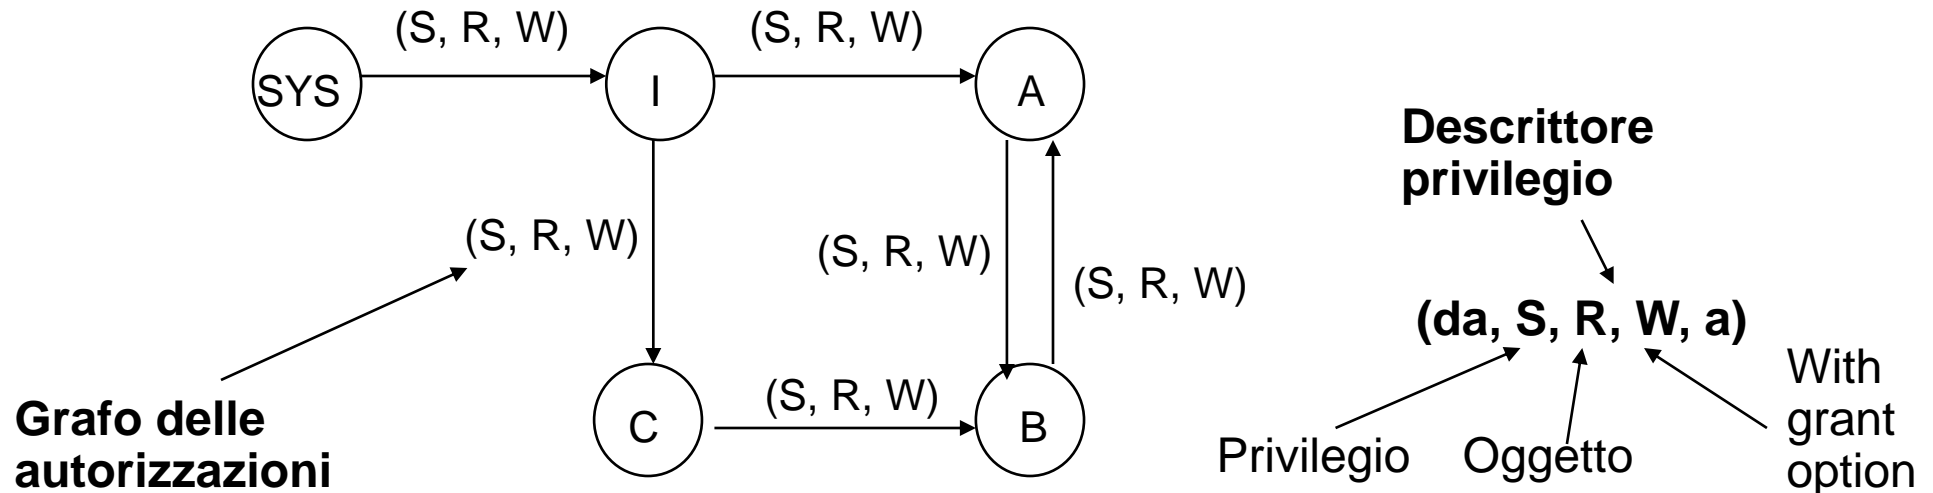 (S, R, W)
(S, R, W)
SYS
I
A
Descrittore
privilegio
(S, R, W)
(S, R, W)
(S, R, W)
(da, S, R, W, a)
C
(S, R, W)
B
Grafo delle
autorizzazioni
Privilegio
Oggetto
With
grant
option